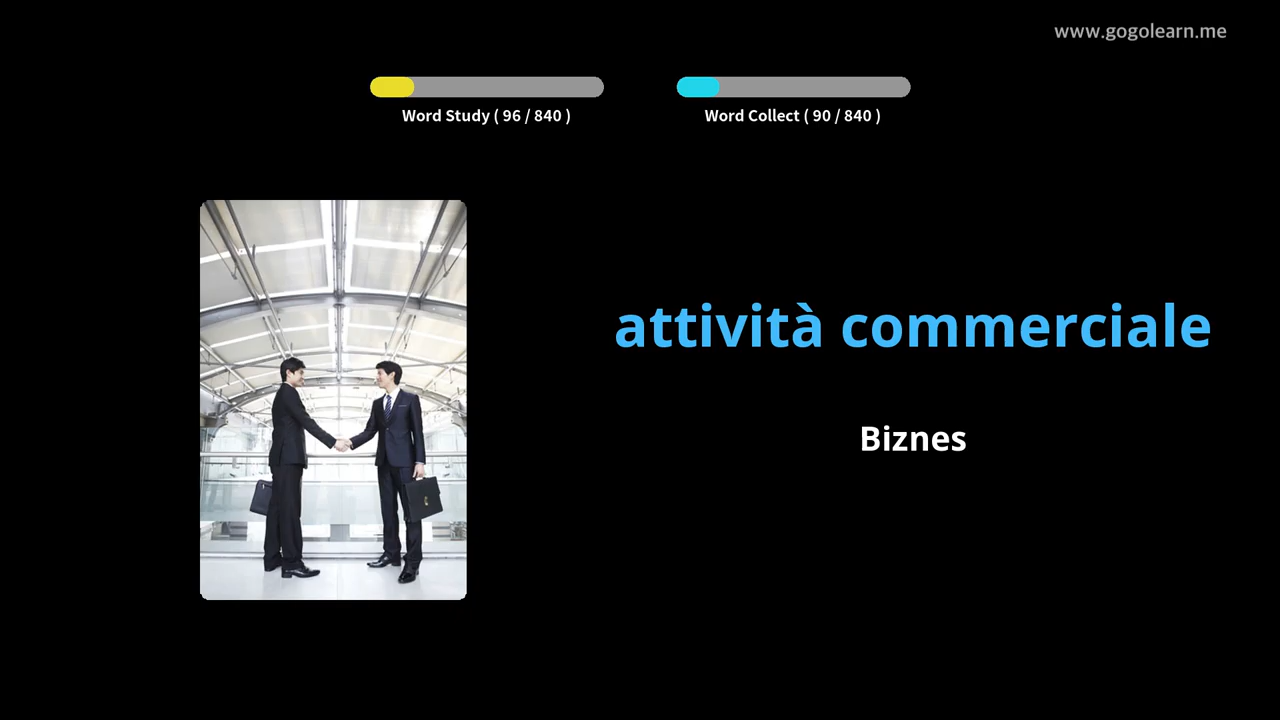 www.gogolearn.me
Word Study ( 96 / 840 )
Word Collect ( 90 / 840 )
attività commerciale
Biznes